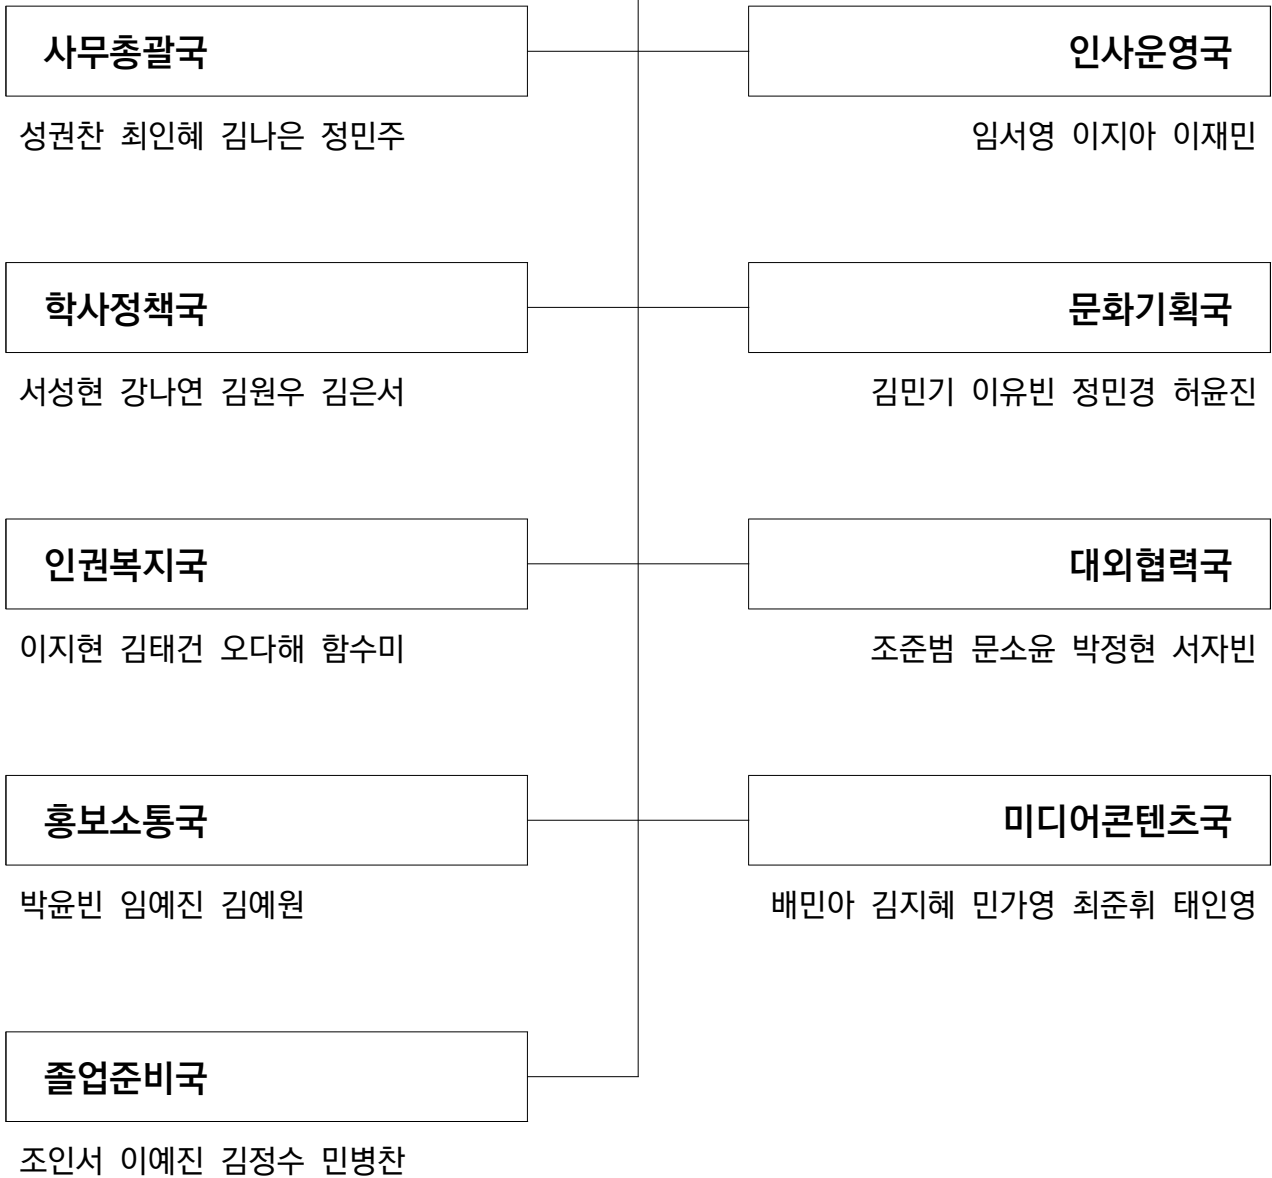 사무총괄국
인사운영국
성권찬 최인혜 김나은 정민주
임서영 이지아 이재민
학사정책국
문화기획국
서성현 강나연 김원우 김은서
김민기 이유빈 정민경 허윤진
인권복지국
대외협력국
이지현 김태건 오다해 함수미
조준범 문소윤 박정현 서자빈
홍보소통국
미디어콘텐츠국
박윤빈 임예진 김예원
배민아 김지혜 민가영 최준휘 태인영
졸업준비국
조인서 이예진 김정수 민병찬